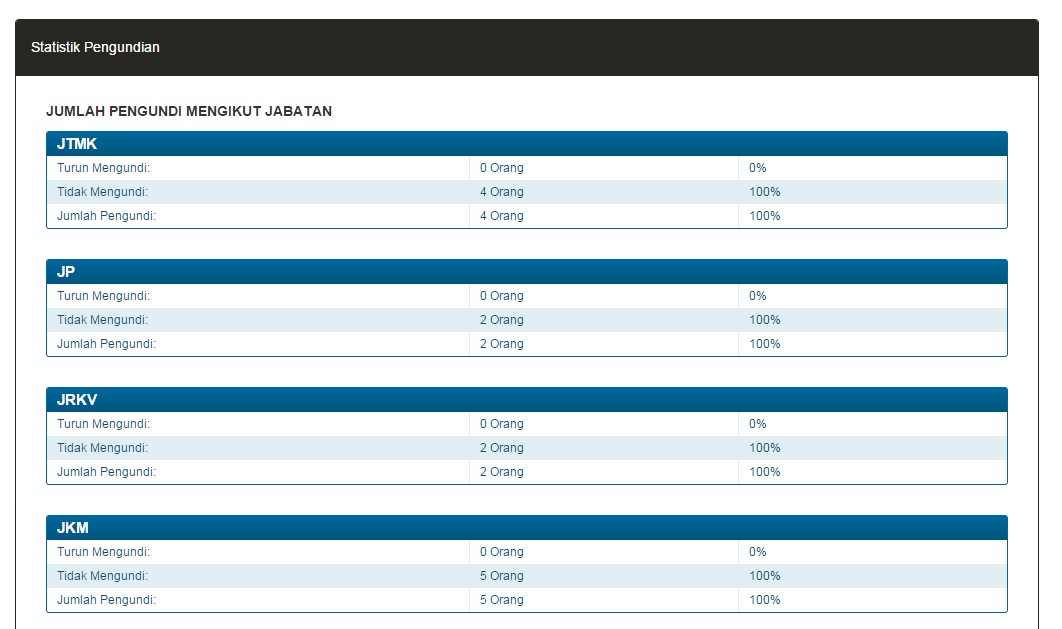 Statistik Pengundian
JUMLAH PENGUNDI MENGIKUT JABATAN
JTMK
Turun Mengundi: 0 Orang 0%
Tidak Mengundi: 4 Orang 100%
Jumlah Pengundi: 4 Orang 100%
JP
Turun Mengundi: 0 Orang 0%
Tidak Mengundi: 2 Orang 100%
Jumlah Pengundi: 2 Orang 100%
JRKV
Turun Mengundi: 0 Orang 0%
Tidak Mengundi: 2 Orang 100%
Jumlah Pengundi: 2 Orang 100%
JKM
Turun Mengundi: 0 Orang 0%
Tidak Mengundi: 5 Orang 100%
Jumlah Pengundi: 5 Orang 100%